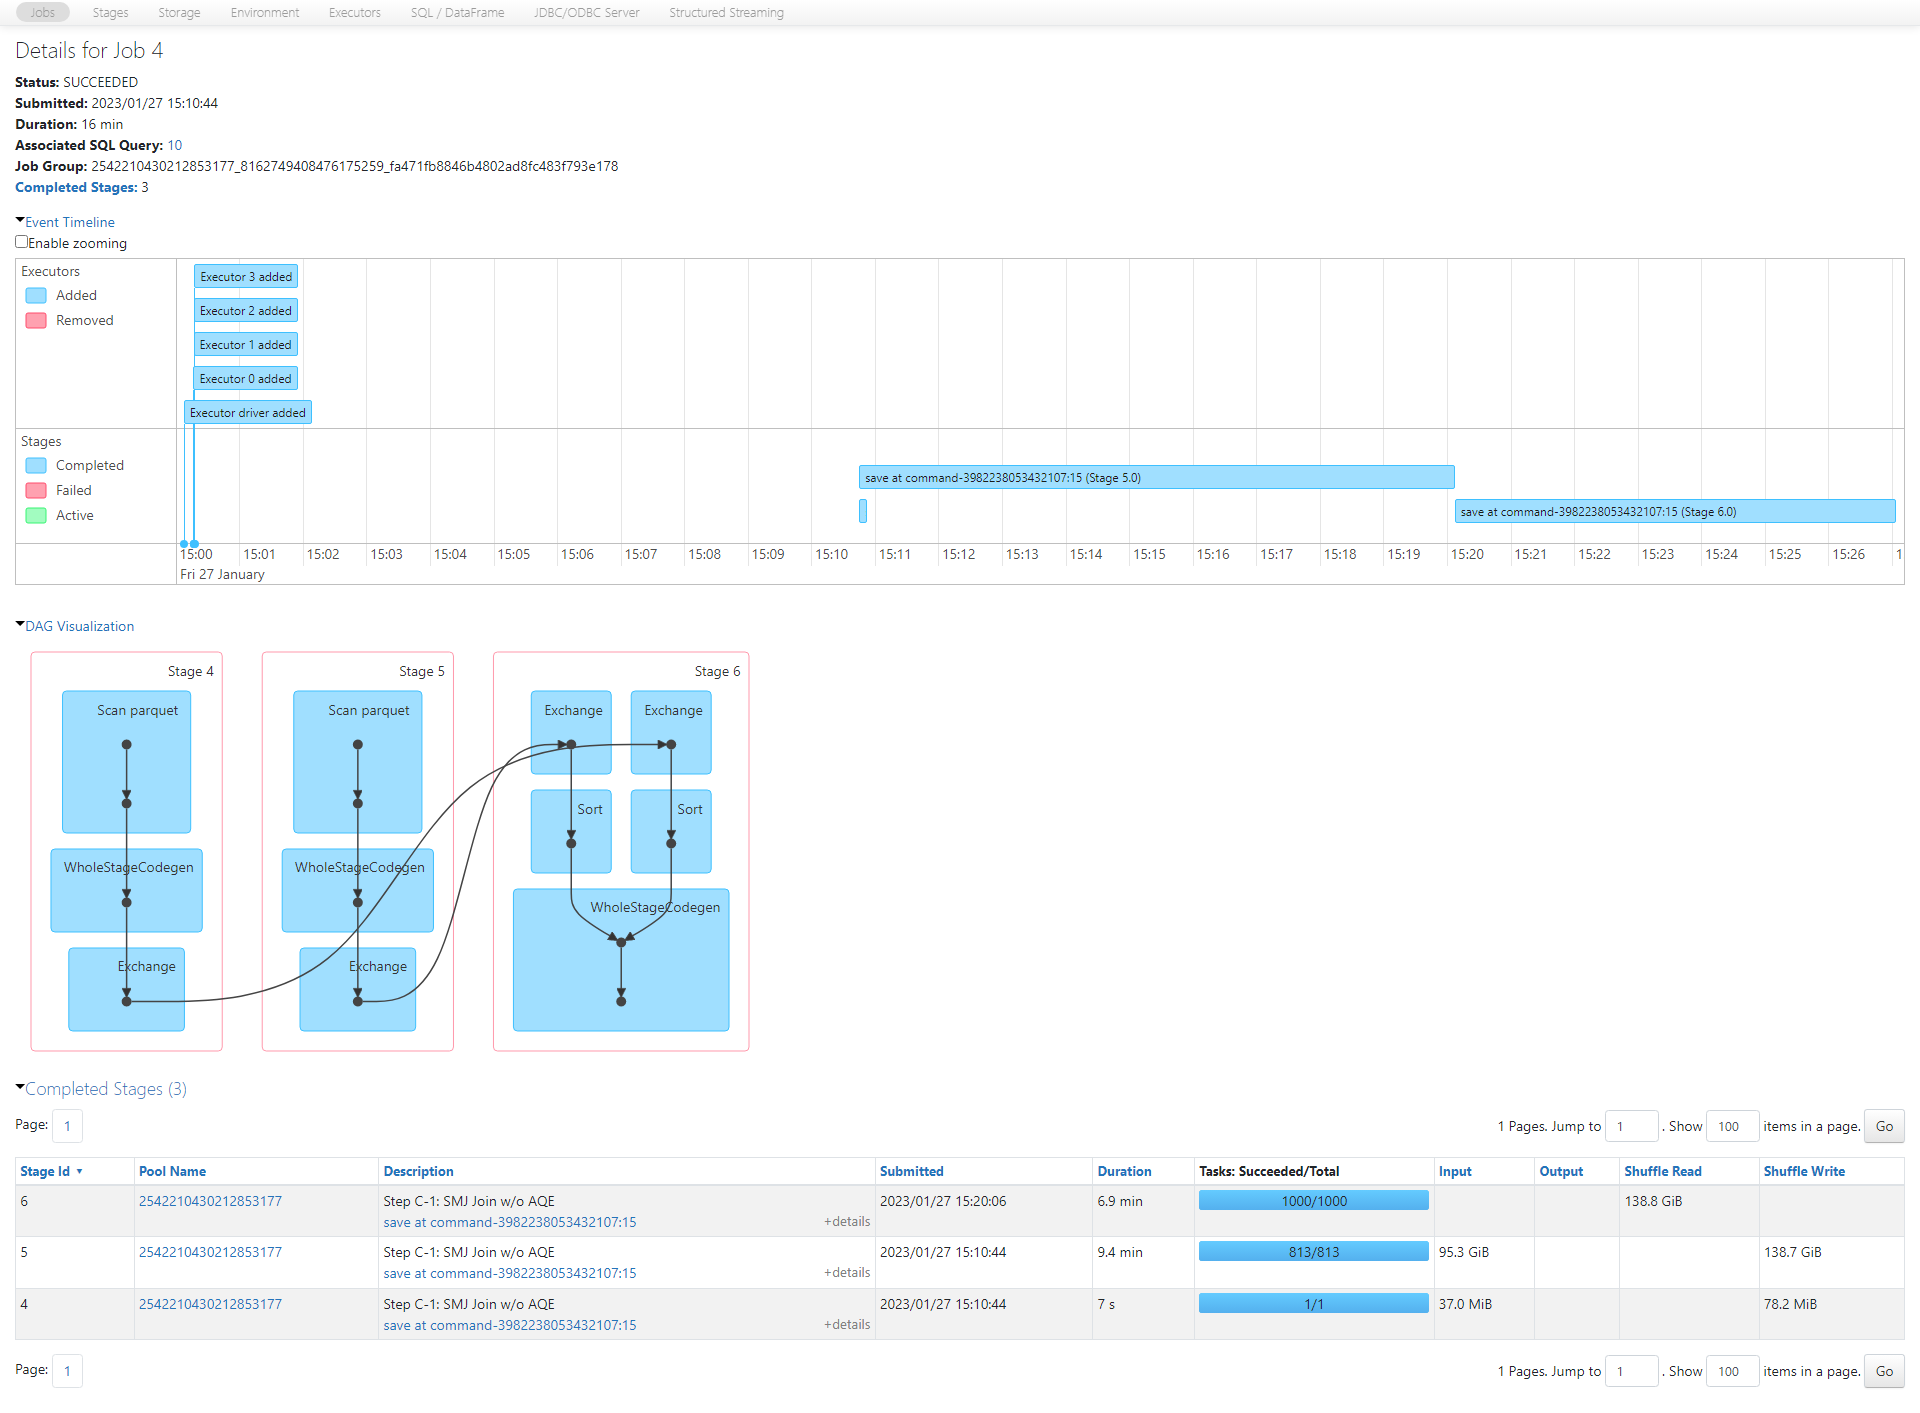 Jobs Stages Storage Environment Executors SQL / DataFrame JDBC/ODBC Server Structured Streaming
Details for Job 4
Status: SUCCEEDED
Submitted: 2023/01/27 15:10:44
Duration: 16 min
Associated SQL Query: 10
Job Group: 2542210430212853177_8162749408476175259_fa471fb8846b4802ad8fc483f793e178
Completed Stages: 3
Event Timeline
Enable zooming
Executors
Added
Removed
Executor 3 added
Executor 2 added
Executor 1 added
Executor 0 added
Executor driver added
Stages
Completed
Failed
Active
save at command-3982238053432107:15 (Stage 5.0)
save at command-3982238053432107:15 (Stage 6.0)
15:00 15:01 15:02 15:03 15:04 15:05 15:06 15:07 15:08 15:09 15:10 15:11 15:12 15:13 15:14 15:15 15:16 15:17 15:18 15:19 15:20 15:21 15:22 15:23 15:24 15:25 15:26 1
Fri 27 January
DAG Visualization
Stage 4
Scan parquet
WholeStageCodegen
Exchange
Stage 5
Scan parquet
WholeStageCodegen
Exchange
Stage 6
Exchange Exchange
Sort Sort
WholeStageCodegen
Completed Stages (3)
Page: 1 1 Pages. Jump to 1 . Show 100 items in a page. Go
Stage Id Pool Name Description Submitted Duration Tasks: Succeeded/Total Input Output Shuffle Read Shuffle Write
6 2542210430212853177 Step C-1: SMJ Join w/o AQE 2023/01/27 15:20:06 6.9 min 1000/1000 138.8 GiB
save at command-3982238053432107:15 +details
5 2542210430212853177 Step C-1: SMJ Join w/o AQE 2023/01/27 15:10:44 9.4 min 813/813 95.3 GiB 138.7 GiB
save at command-3982238053432107:15 +details
4 2542210430212853177 Step C-1: SMJ Join w/o AQE 2023/01/27 15:10:44 7 s 1/1 37.0 MiB 78.2 MiB
save at command-3982238053432107:15 +details
Page: 1 1 Pages. Jump to 1 . Show 100 items in a page. Go